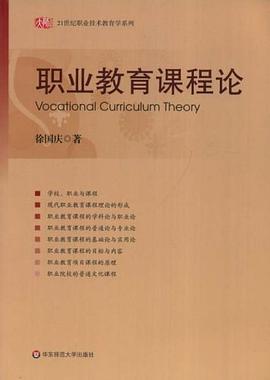 21世纪职业技术教育学系列
职业教育课程论
Vocational Curriculum Theory
徐国庆 著
学校、职业与课程
现代职业教育课程理论的形成
职业教育课程的学科论与职业论
职业教育课程的普通论与专业论
职业教育课程的基础论与实用论
职业教育课程的目标与内容
职业教育项目课程的原理
职业院校的普通文化课程
华东师范大学出版社